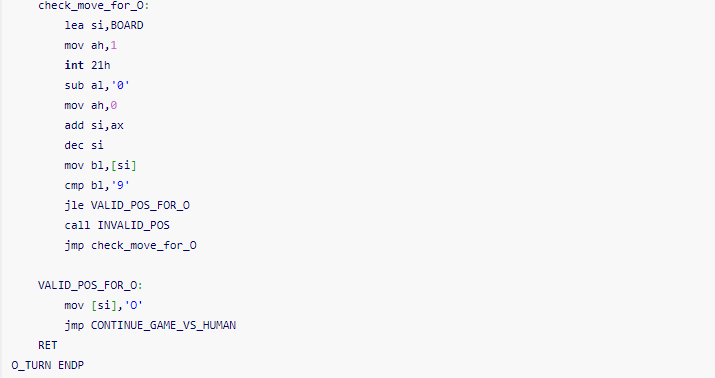 check_move_for_O:
lea si,BOARD
mov ah,1
int 21h
sub al,'0'
mov ah,0
add si,ax
dec si
mov bl,[si]
cmp bl,'9'
jle VALID_POS_FOR_O
call INVALID_POS
jmp check_move_for_O
VALID_POS_FOR_O:
mov [si],'O'
jmp CONTINUE_GAME_VS_HUMAN
RET
O_TURN ENDP